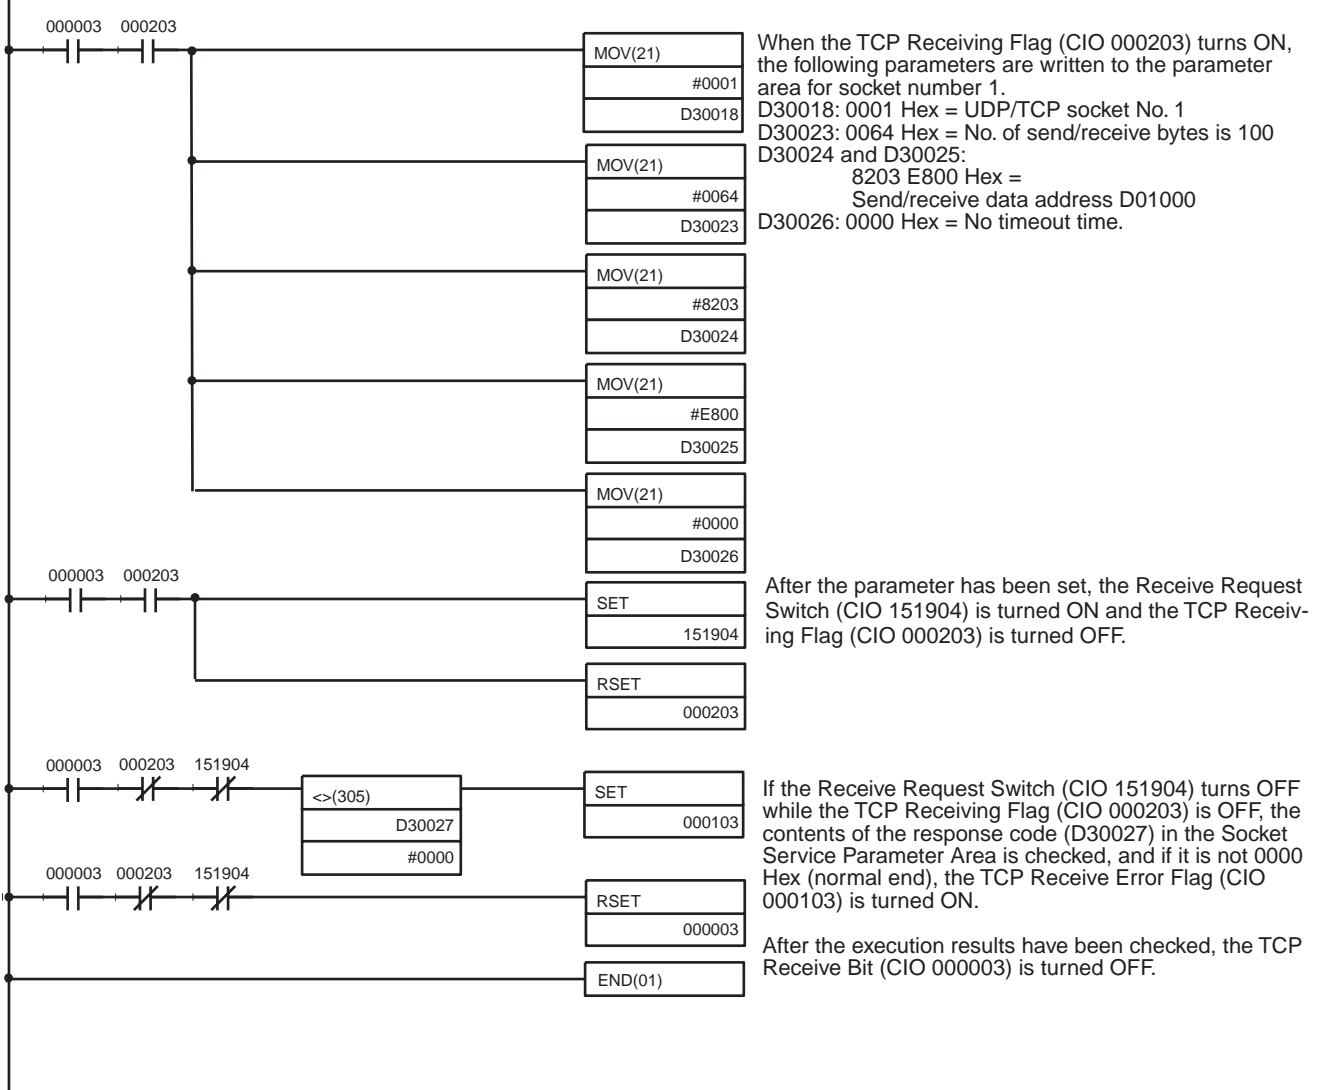 000003 000203
MOV(21)
#0001
D30018
When the TCP Receiving Flag (CIO 000203) turns ON,
the following parameters are written to the parameter
area for socket number 1.
D30018: 0001 Hex = UDP/TCP socket No. 1
D30023: 0064 Hex = No. of send/receive bytes is 100
D30024 and D30025:
8203 E800 Hex =
Send/receive data address D01000
D30026: 0000 Hex = No timeout time.
MOV(21)
#0064
D30023
MOV(21)
#8203
D30024
MOV(21)
#E800
D30025
MOV(21)
#0000
D30026
000003 000203
SET
151904
After the parameter has been set, the Receive Request
Switch (CIO 151904) is turned ON and the TCP Receiv-
ing Flag (CIO 000203) is turned OFF.
RSET
000203
000003 000203 151904
<>(305)
D30027
#0000
SET
000103
If the Receive Request Switch (CIO 151904) turns OFF
while the TCP Receiving Flag (CIO 000203) is OFF, the
contents of the response code (D30027) in the Socket
Service Parameter Area is checked, and if it is not 0000
Hex (normal end), the TCP Receive Error Flag (CIO
000103) is turned ON.
000003 000203 151904
RSET
000003
After the execution results have been checked, the TCP
Receive Bit (CIO 000003) is turned OFF.
END(01)